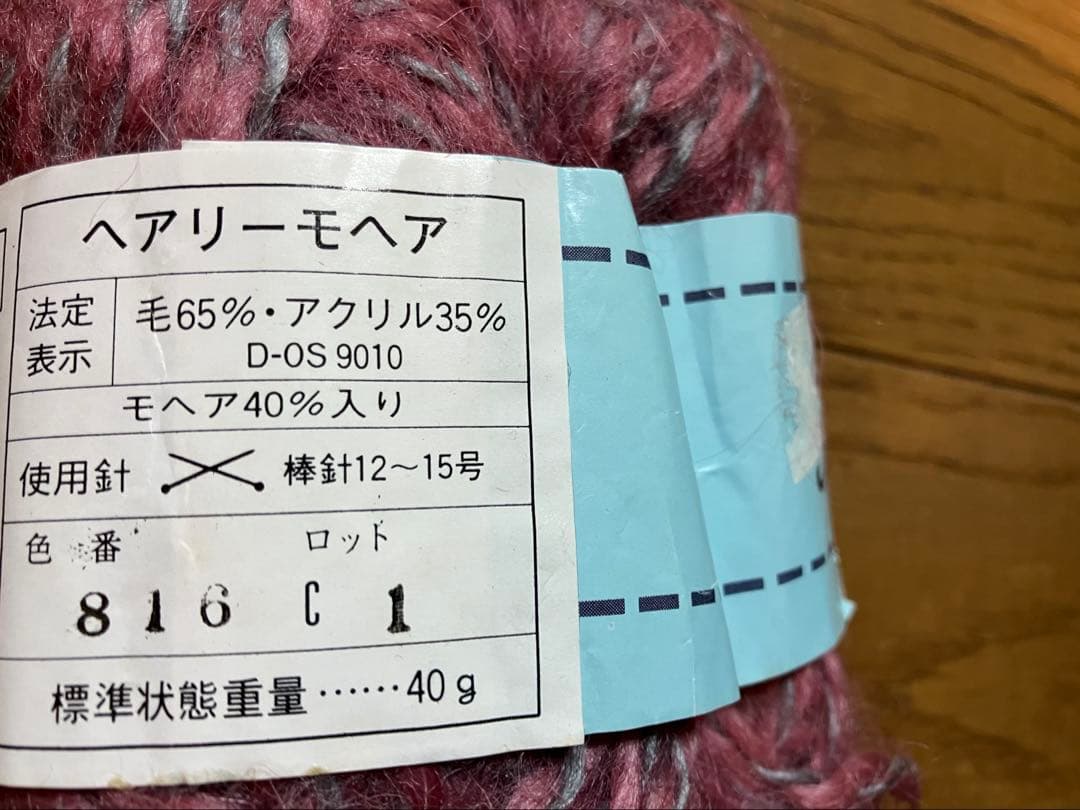 ヘアリーモヘア
法定
表示
毛65%・アクリル35%
D-OS 9010
モヘア40%入り
使用針 棒針12〜15号
色 番 ロット
816 C 1
標準状態重量……40g